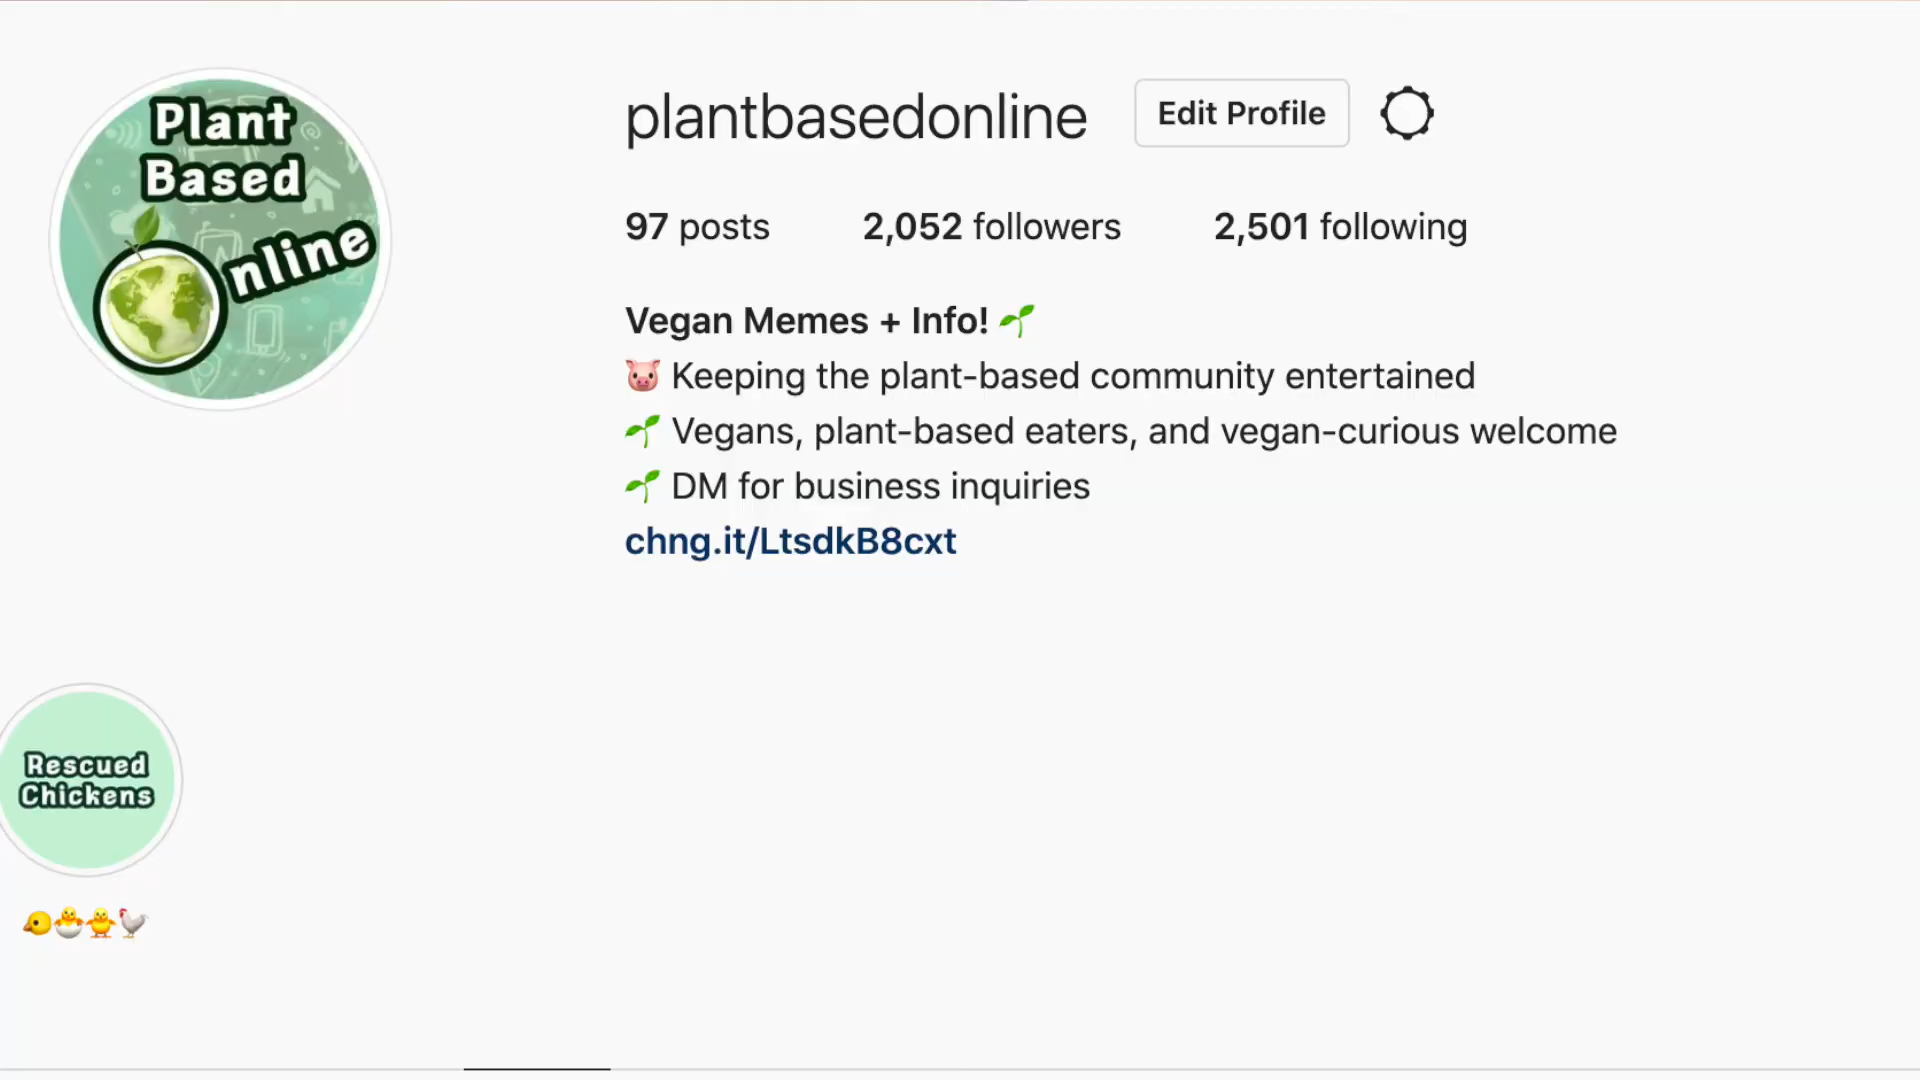 Plant
Based
nline
plantbasedonline
Edit Profile
97 posts 2,052 followers 2,501 following
Vegan Memes + Info! 🌱
🐷 Keeping the plant-based community entertained
🌱 Vegans, plant-based eaters, and vegan-curious welcome
🌱 DM for business inquiries
chng.it/LtsdkB8cxt
Rescued
Chickens
🐤🐣🐥🐓